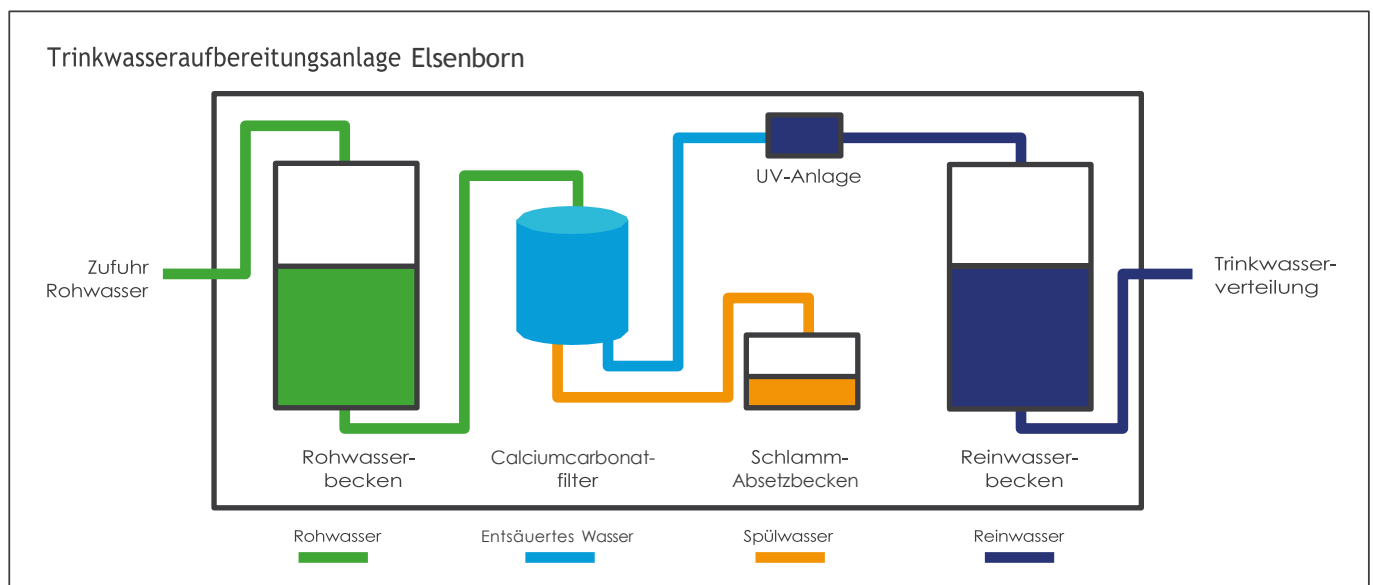 Trinkwasseraufbereitungsanlage Elsenborn
UV-Anlage
Zufuhr
Rohwasser
Trinkwasser-
verteilung
Rohwasser-
becken
Calciumcarbonat-
filter
Schlamm-
Absetzbecken
Reinwasser-
becken
Rohwasser
Entsäuertes Wasser
Spülwasser
Reinwasser